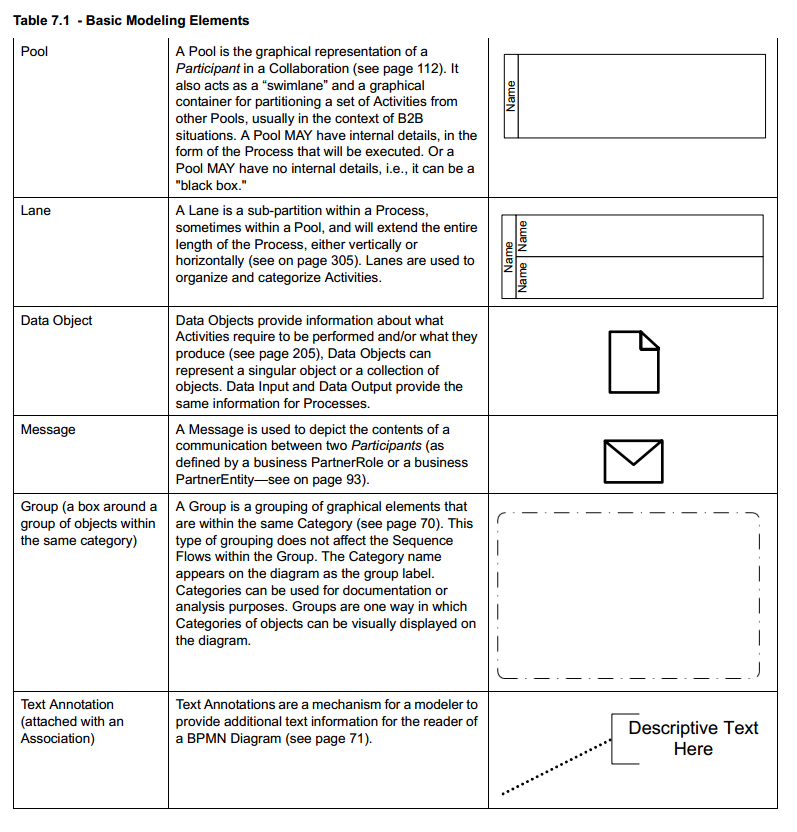 Table 7.1 - Basic Modeling Elements
Pool
A Pool is the graphical representation of a
Participant in a Collaboration (see page 112). It
also acts as a “swimlane” and a graphical
container for partitioning a set of Activities from
other Pools, usually in the context of B2B
situations. A Pool MAY have internal details, in the
form of the Process that will be executed. Or a
Pool MAY have no internal details, i.e., it can be a
"black box."
Name
Lane
A Lane is a sub-partition within a Process,
sometimes within a Pool, and will extend the entire
length of the Process, either vertically or
horizontally (see on page 305). Lanes are used to
organize and categorize Activities.
Name
Name
Name
Data Object
Data Objects provide information about what
Activities require to be performed and/or what they
produce (see page 205), Data Objects can
represent a singular object or a collection of
objects. Data Input and Data Output provide the
same information for Processes.
Message
A Message is used to depict the contents of a
communication between two Participants (as
defined by a business PartnerRole or a business
PartnerEntity—see on page 93).
Group (a box around a
group of objects within
the same category)
A Group is a grouping of graphical elements that
are within the same Category (see page 70). This
type of grouping does not affect the Sequence
Flows within the Group. The Category name
appears on the diagram as the group label.
Categories can be used for documentation or
analysis purposes. Groups are one way in which
Categories of objects can be visually displayed on
the diagram.
Text Annotation
(attached with an
Association)
Text Annotations are a mechanism for a modeler to
provide additional text information for the reader of
a BPMN Diagram (see page 71).
Descriptive Text
Here